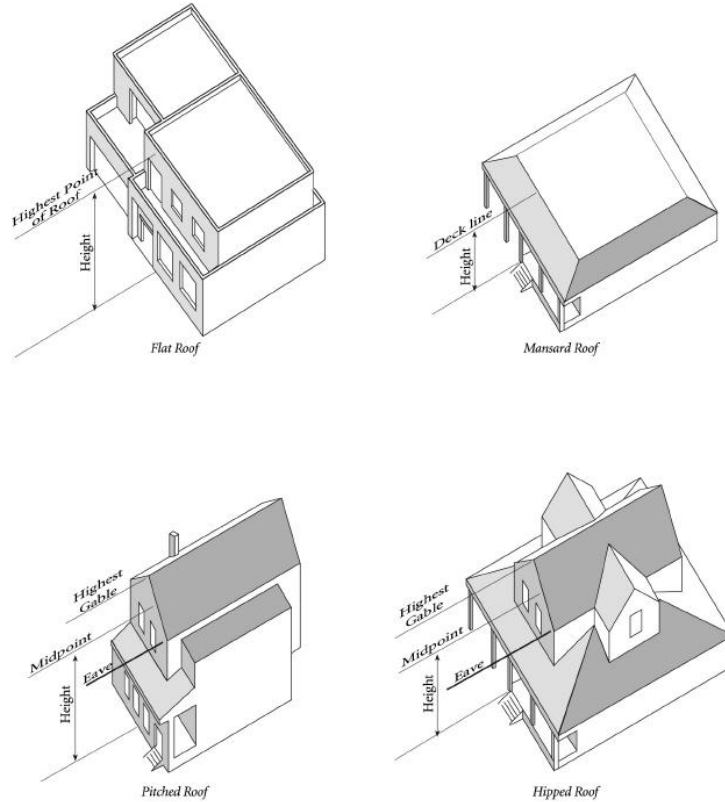 Highest Point
of Roof
Height
Flat Roof
Deck line
Height
Mansard Roof
Highest
Gable
Midpoint
Eave
Height
Pitched Roof
Highest
Gable
Midpoint
Eave
Height
Hipped Roof